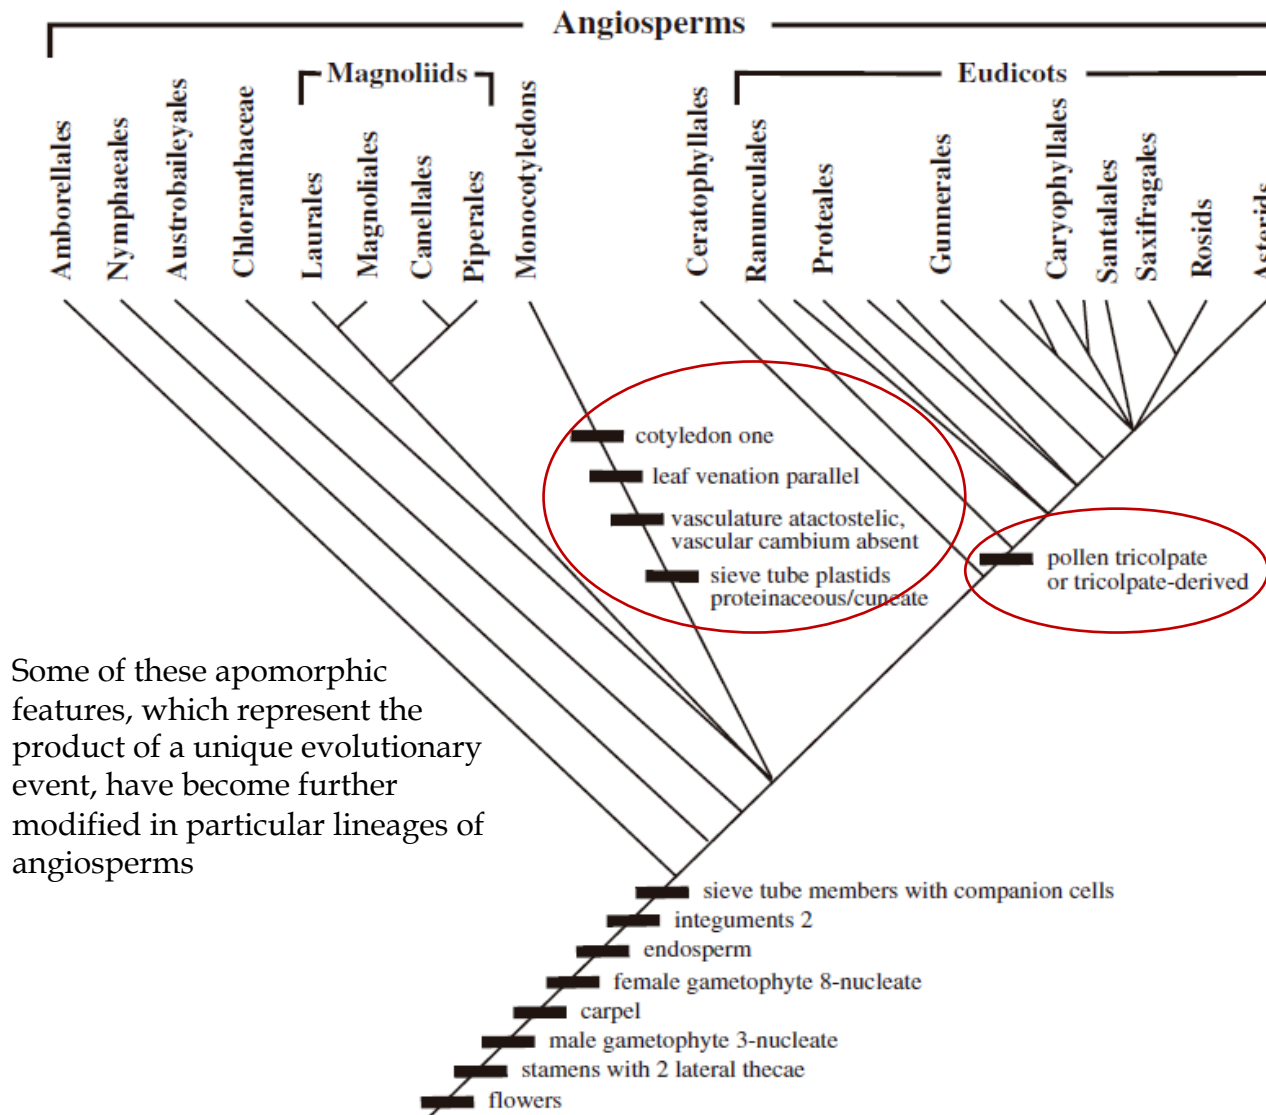 Angiosperms
Magnoliids
Eudicots
Amborellales
Nymphaeales
Austrobaileyales
Chloranthaceae
Laurales
Magnoliales
Canellales
Piperales
Monocotyledons
Ceratophyllales
Ranunculales
Proteales
Gunnerales
Caryophyllales
Santalales
Saxifragales
Rosids
Asterids
cotyledon one
leaf venation parallel
vasculature atactostelic,
vascular cambium absent
sieve tube plastids
proteinaceous/cuneate
pollen tricolpate
or tricolpate-derived
Some of these apomorphic
features, which represent the
product of a unique evolutionary
event, have become further
modified in particular lineages of
angiosperms
sieve tube members with companion cells
integuments 2
endosperm
female gametophyte 8-nucleate
carpel
male gametophyte 3-nucleate
stamens with 2 lateral thecae
flowers